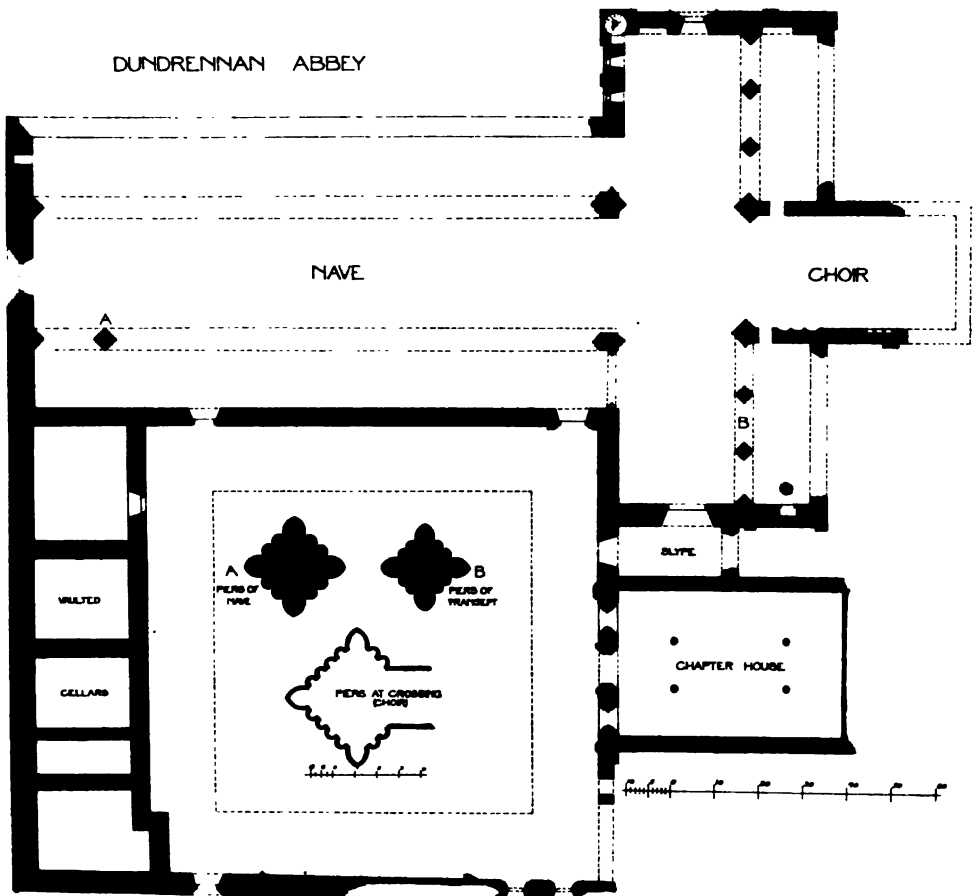 DUNDRENNAN ABBEY
NAVE
CHOIR
A
B
SLYPE
A
PIERS OF
NAVE
B
PIERS OF
TRANSEPT
VAULTED
CELLARS
PIERS AT CROSSING
(CHOIR)
CHAPTER HOUSE